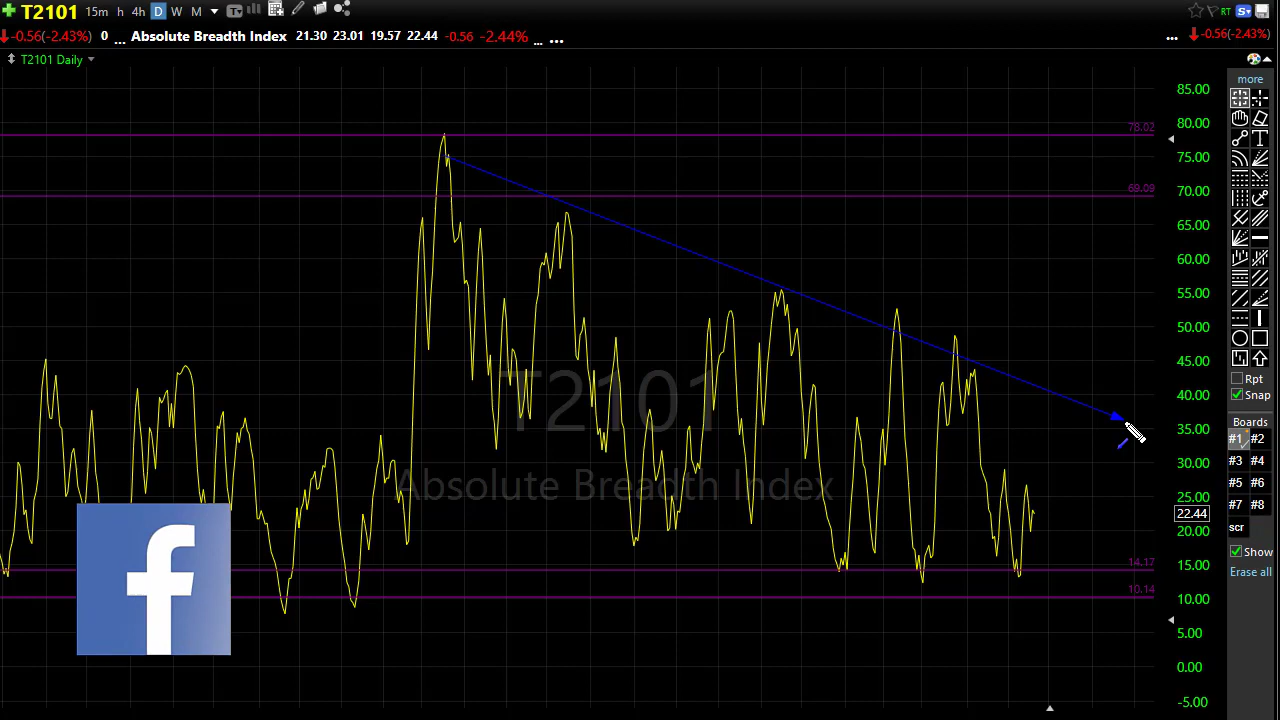 T2101 15m h 4h D W M T RT S
-0.56(-2.43%) 0 ... Absolute Breadth Index 21.30 23.01 19.57 22.44 -0.56 -2.44% ... ... ... -0.56(-2.43%)
T2101 Daily
more
85.00
80.00
78.02
75.00
70.00
69.09
65.00
60.00
55.00
50.00
45.00
40.00
35.00
30.00
25.00
22.44
20.00
15.00
14.17
10.14
10.00
5.00
0.00
-5.00
T2101
Absolute Breadth Index
f
T
Rpt
Snap
Boards
#1 #2
#3 #4
#5 #6
#7 #8
scr
Show
Erase all